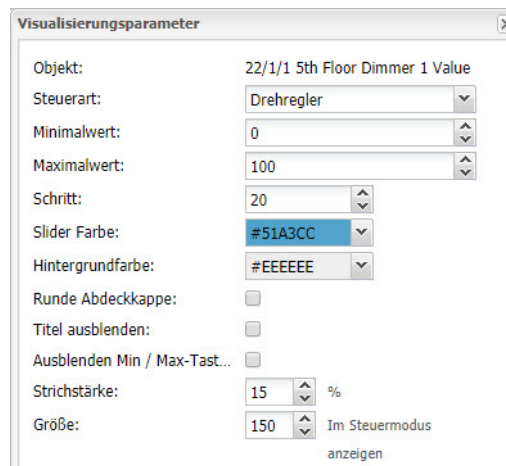 Visualisierungsparameter
Objekt: 22/1/1 5th Floor Dimmer 1 Value
Steuerart: Drehregler
Minimalwert: 0
Maximalwert: 100
Schritt: 20
Slider Farbe: #51A3CC
Hintergrundfarbe: #EEEEEE
Runde Abdeckkappe:
Titel ausblenden:
Ausblenden Min / Max-Tast...
Strichstärke: 15 %
Größe: 150 Im Steuermodus
anzeigen